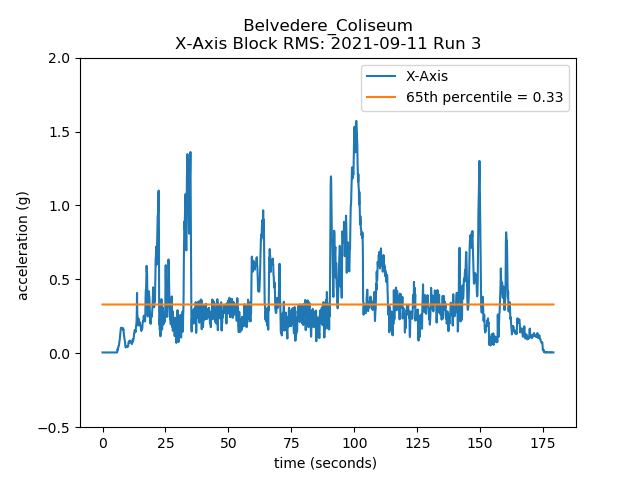 Belvedere_Coliseum
X-Axis Block RMS: 2021-09-11 Run 3
X-Axis
65th percentile = 0.33
acceleration (g)
2.0
1.5
1.0
0.5
0.0
−0.5
0 25 50 75 100 125 150 175
time (seconds)